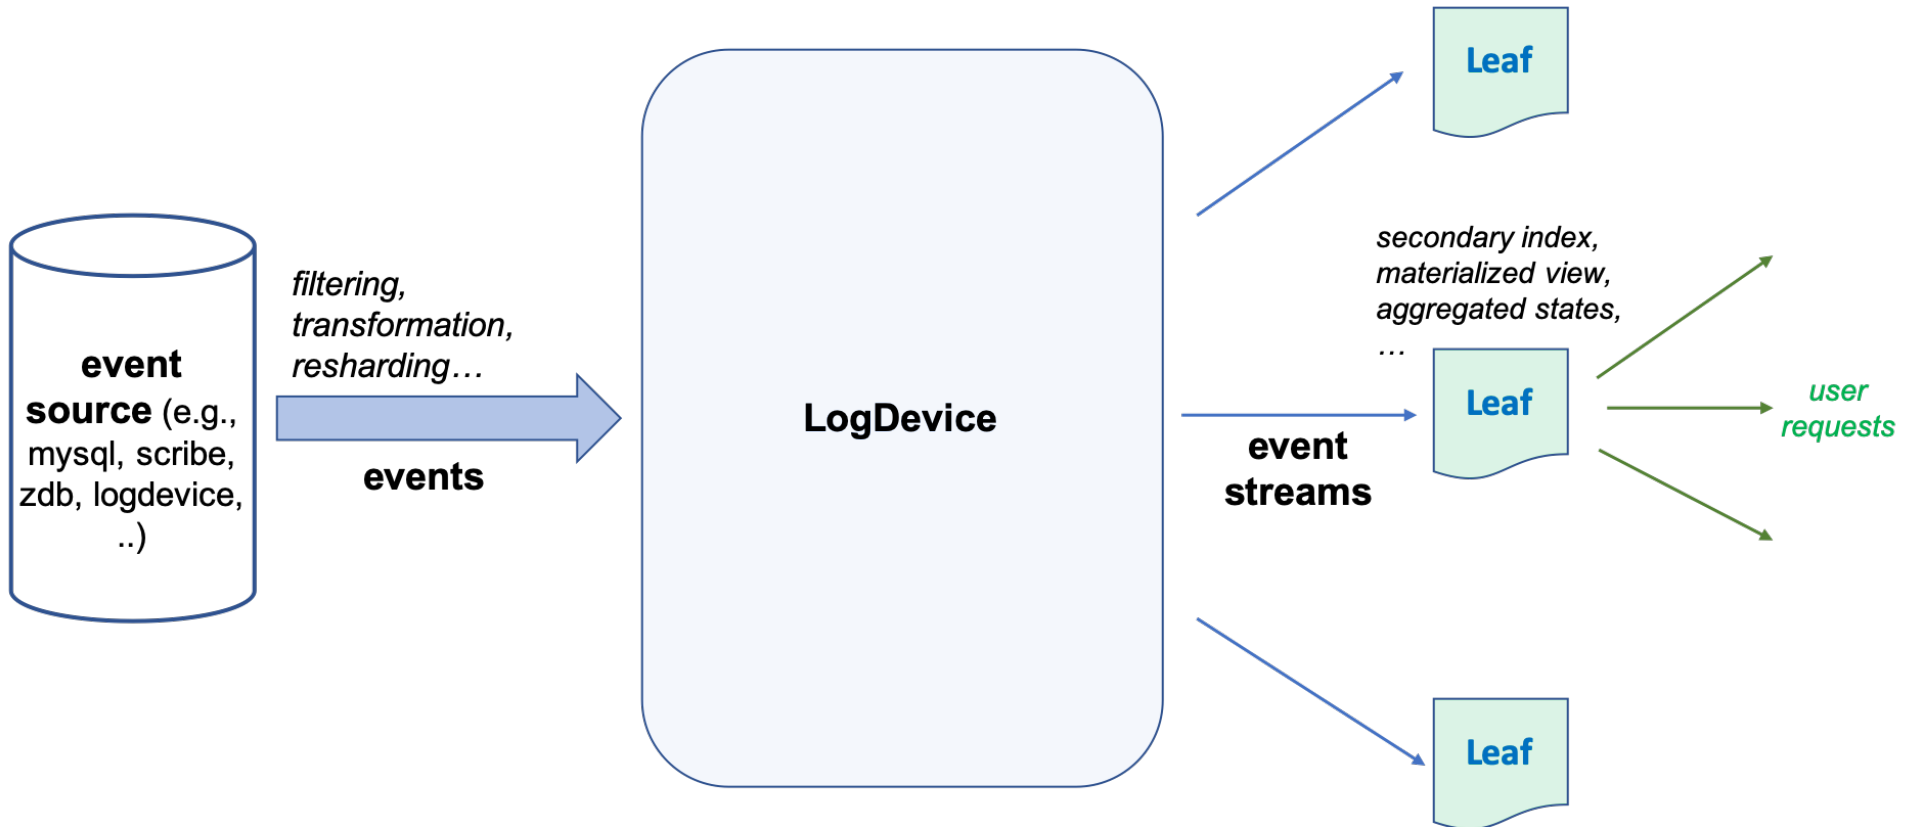 event
source (e.g.,
mysql, scribe,
zdb, logdevice,
..)
filtering,
transformation,
resharding…
events
LogDevice
event
streams
Leaf
secondary index,
materialized view,
aggregated states,
…
Leaf
Leaf
user
requests